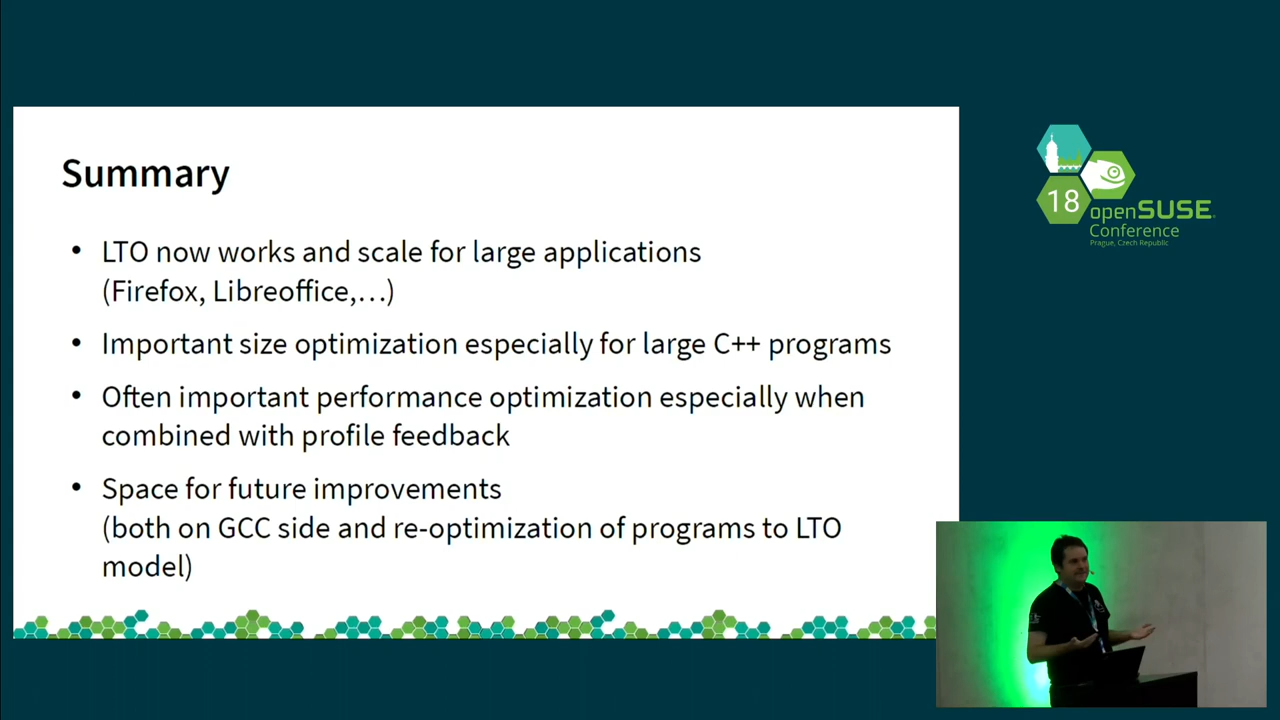 Summary
• LTO now works and scale for large applications
(Firefox, Libreoffice,…)
• Important size optimization especially for large C++ programs
• Often important performance optimization especially when
combined with profile feedback
• Space for future improvements
(both on GCC side and re-optimization of programs to LTO
model)
18
openSUSE
Conference
Prague, Czech Republic